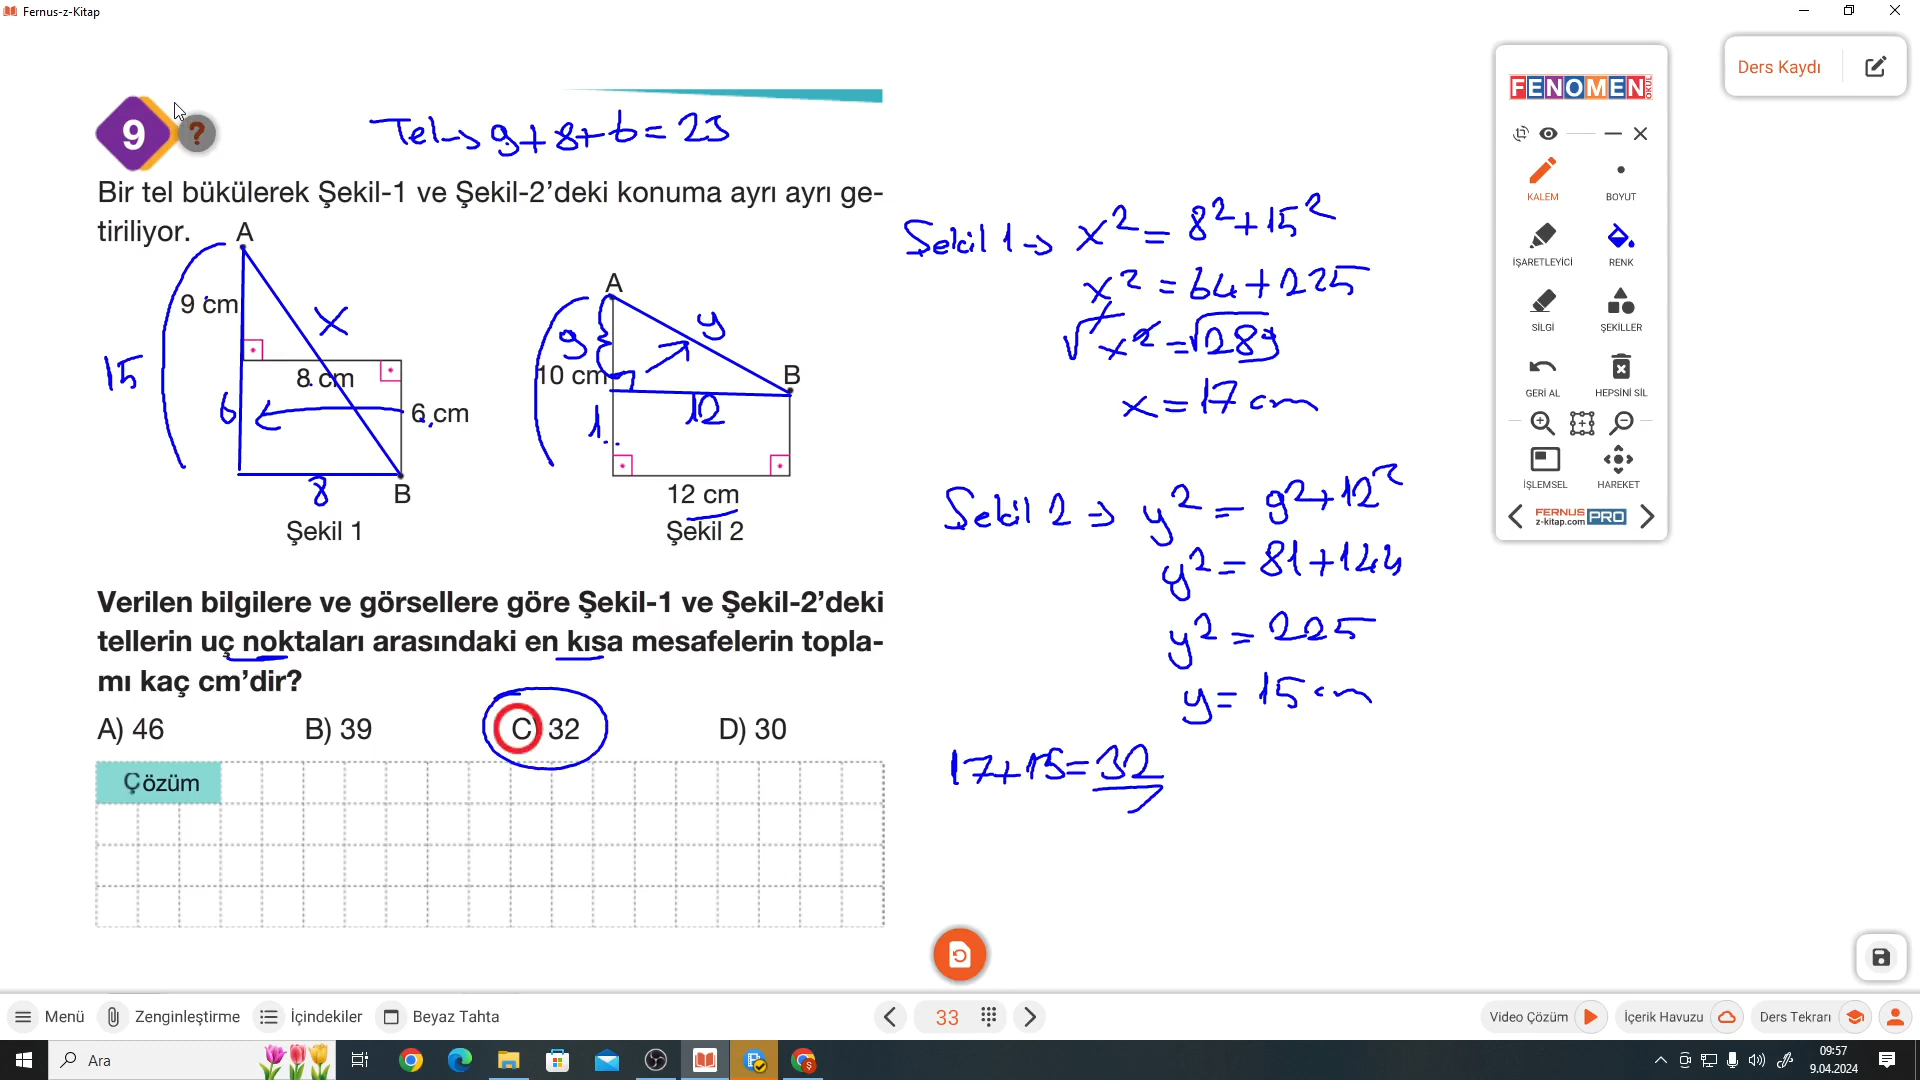 Fernus-z-Kitap
Ders Kaydı
FENOMEN OKUL
9
?
Tel → 9+8+6=23
Bir tel bükülerek Şekil-1 ve Şekil-2’deki konuma ayrı ayrı ge-
tiriliyor.
A
9 cm
x
15
8 cm
6
6 cm
8
B
Şekil 1
A
9
y
10 cm
B
12
1
12 cm
Şekil 2
Verilen bilgilere ve görsellere göre Şekil-1 ve Şekil-2’deki
tellerin uç noktaları arasındaki en kısa mesafelerin topla-
mı kaç cm’dir?
A) 46
B) 39
C) 32
D) 30
Çözüm
Şekil 1 → x² = 8²+15²
x² = 64+225
√x² = √289
x = 17 cm
Şekil 2 → y² = 9²+12²
y² = 81+144
y² = 225
y = 15 cm
17+15=32
KALEM
BOYUT
İŞARETLEYİCİ
RENK
SİLGİ
ŞEKİLLER
GERİ AL
HEPSİNİ SİL
İŞLEMSEL
HAREKET
FERNUS
z-kitap.com PRO
Menü
Zenginleştirme
İçindekiler
Beyaz Tahta
33
Video Çözüm
İçerik Havuzu
Ders Tekrarı
Ara
09:57
9.04.2024